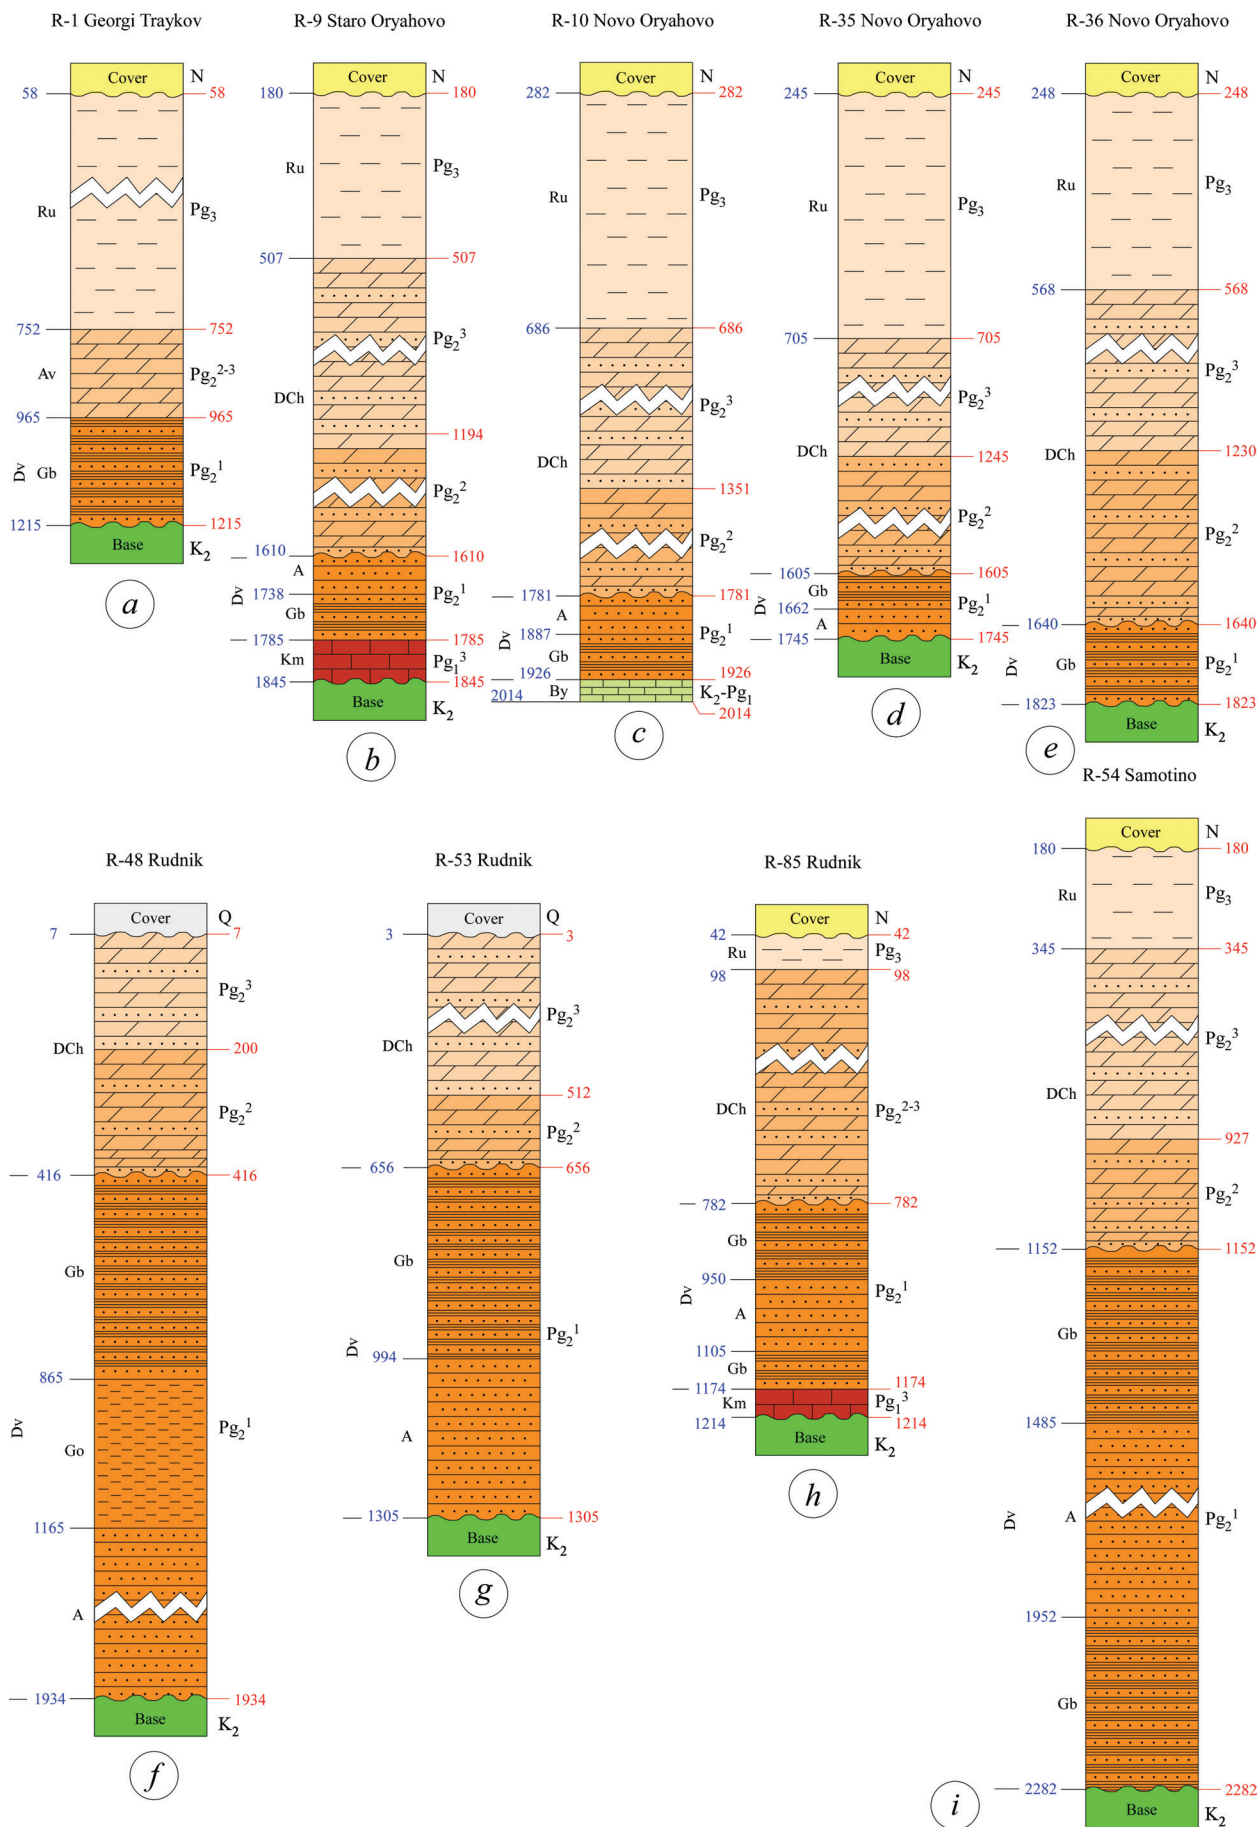 R-1 Georgi Traykov
Cover N
58 58
Ru Pg3
752 752
Av Pg2 2-3
965 965
Dv Gb Pg2 1
1215 1215
Base K2
a
R-9 Staro Oryahovo
Cover N
180 180
Ru Pg3
507 507
Pg2 3
DCh
1194
Pg2 2
1610 1610
A
Dv 1738 Pg2 1
Gb
1785 1785
Km Pg1 3
1845 1845
Base K2
b
R-10 Novo Oryahovo
Cover N
282 282
Ru Pg3
686 686
Pg2 3
DCh
1351
Pg2 2
1781 1781
A
Dv 1887 Pg2 1
Gb
1926 1926
By K2-Pg1
2014 2014
c
R-35 Novo Oryahovo
Cover N
245 245
Ru Pg3
705 705
Pg2 3
DCh 1245
Pg2 2
1605 1605
Gb
Dv 1662 Pg2 1
A
1745 1745
Base K2
d
R-36 Novo Oryahovo
Cover N
248 248
Ru Pg3
568 568
Pg2 3
DCh 1230
Pg2 2
1640 1640
Dv Gb Pg2 1
1823 1823
Base K2
e
R-48 Rudnik
Cover Q
7 7
Pg2 3
DCh 200
Pg2 2
416 416
Gb
865
Dv Pg2 1
Go
1165
A
1934 1934
Base K2
f
R-53 Rudnik
Cover Q
3 3
Pg2 3
DCh
512
Pg2 2
656 656
Gb
Dv Pg2 1
994
A
1305 1305
Base K2
g
R-85 Rudnik
Cover N
42 42
Ru Pg3
98 98
DCh Pg2 2-3
782 782
Gb
950
Dv Pg2 1
A
1105
Gb
1174 1174
Km Pg1 3
1214 1214
Base K2
h
R-54 Samotino
Cover N
180 180
Ru Pg3
345 345
Pg2 3
DCh
927
Pg2 2
1152 1152
Gb
1485
Dv A Pg2 1
1952
Gb
2282 2282
Base K2
i